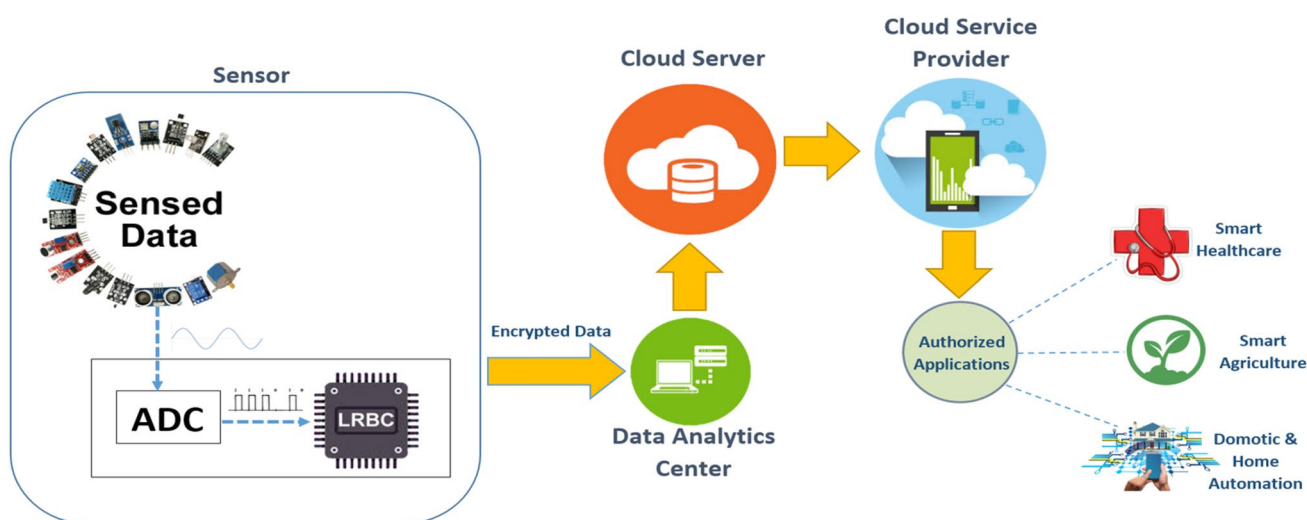 Sensor
Sensed
Data
ADC
LRBC
Encrypted Data
Data Analytics
Center
Cloud Server
Cloud Service
Provider
Authorized
Applications
Smart
Healthcare
Smart
Agriculture
Domotic &
Home
Automation